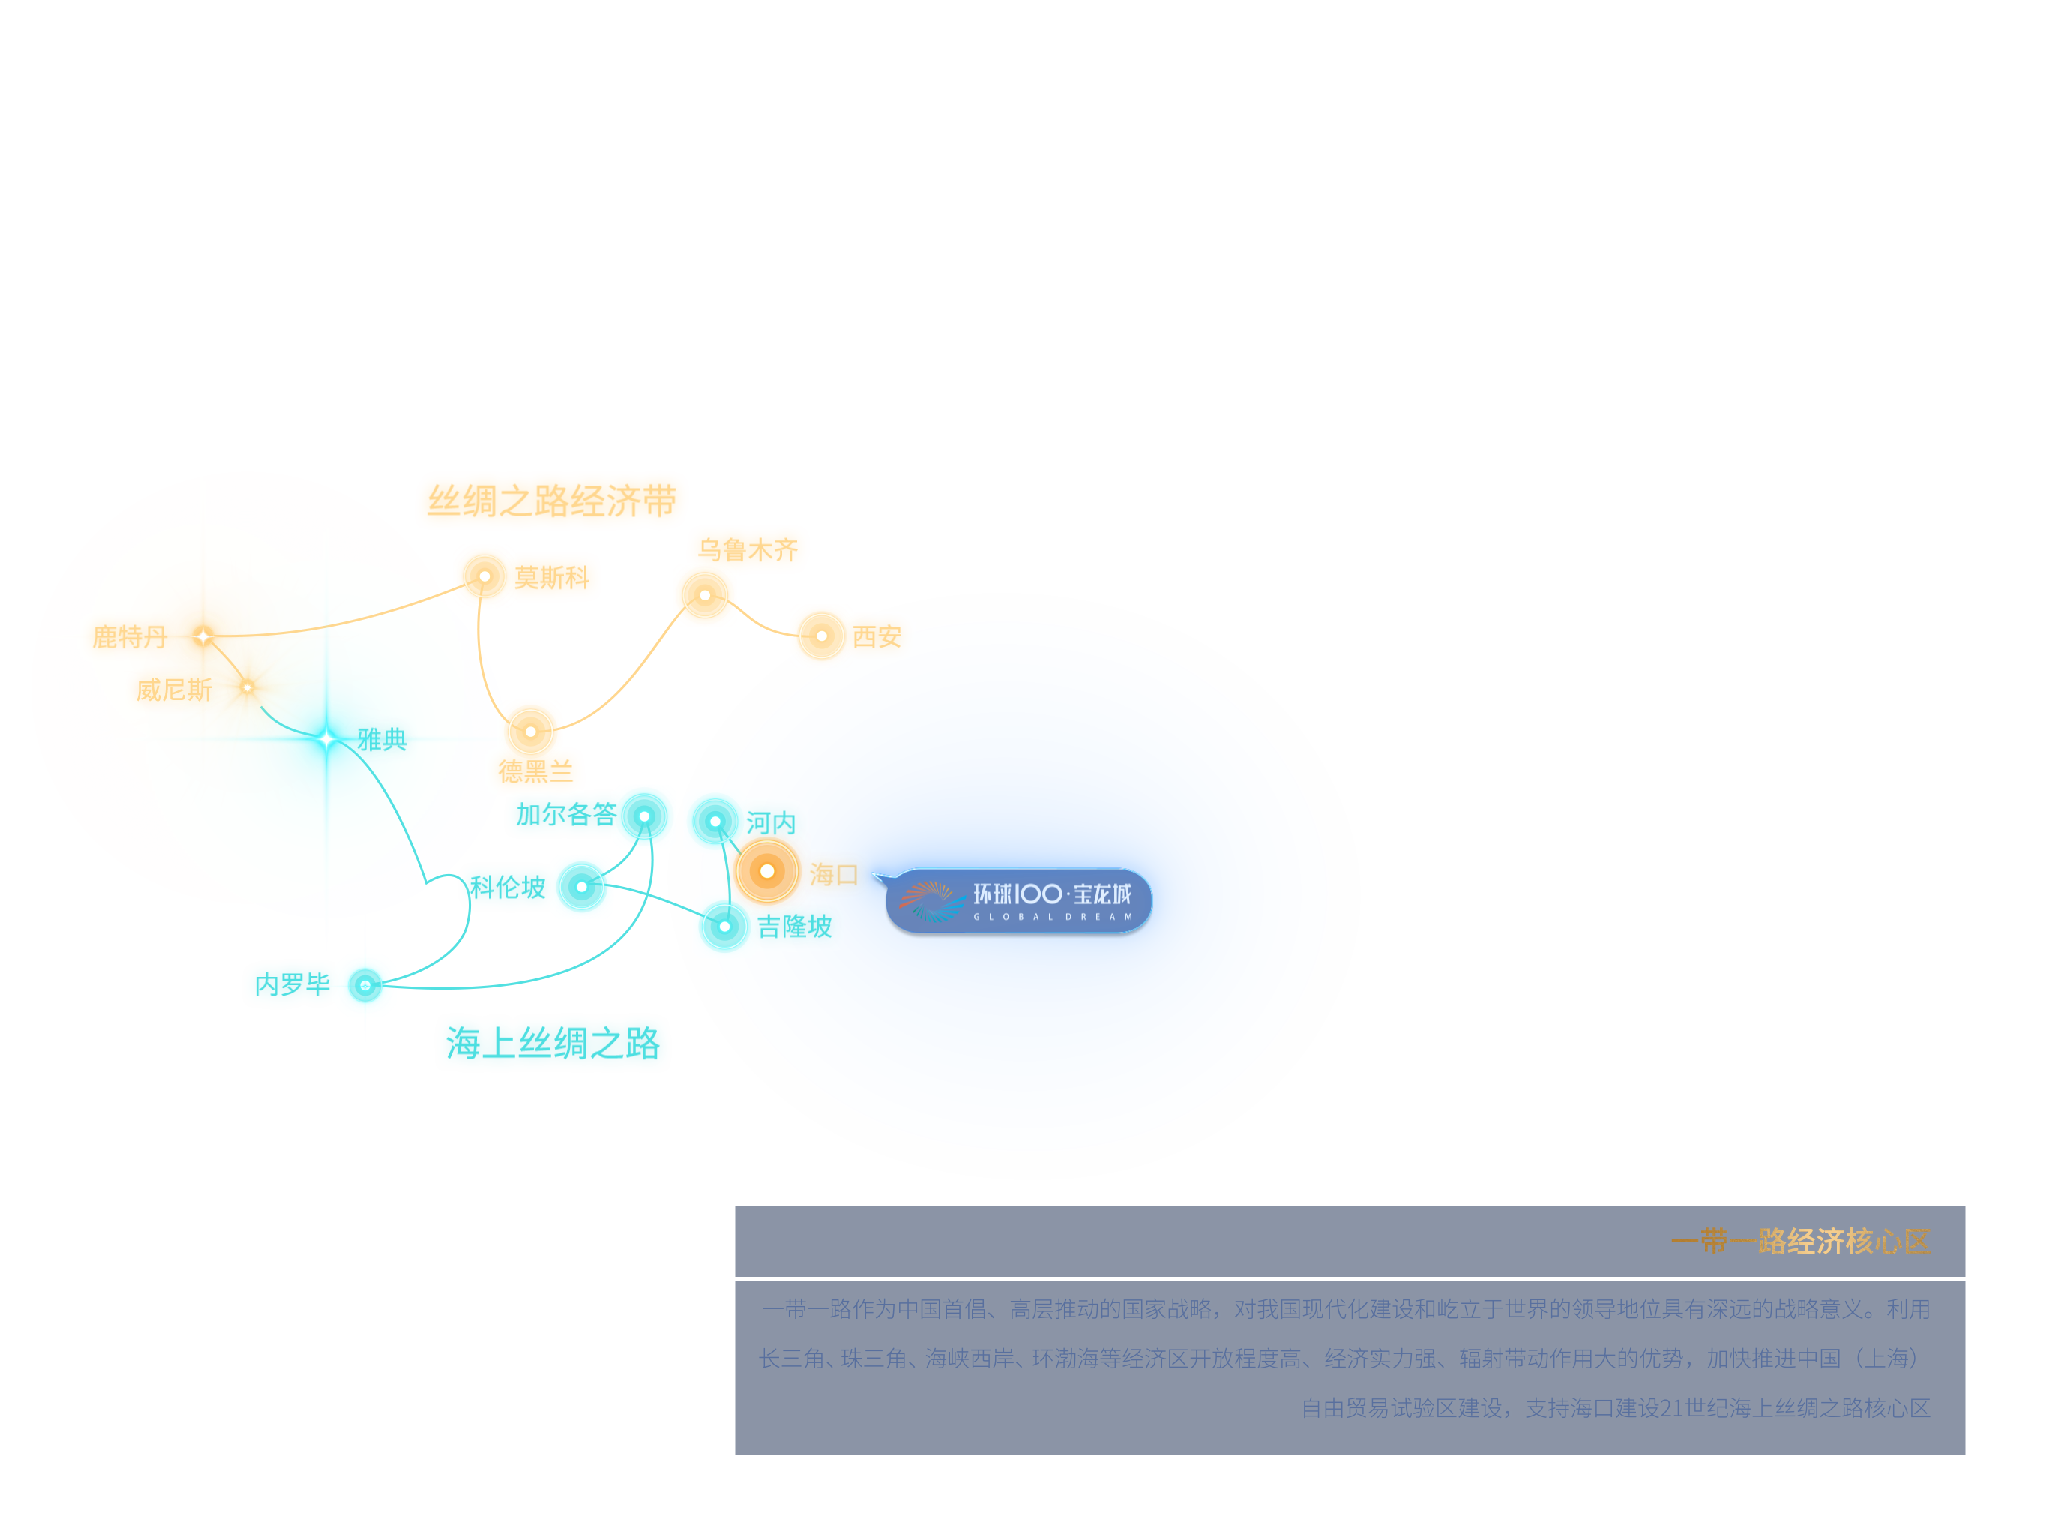 丝绸之路经济带
乌鲁木齐
莫斯科
鹿特丹
西安
威尼斯
雅典
德黑兰
加尔各答
河内
海口
科伦坡
环球100·宝龙城
GLOBAL DREAM
吉隆坡
内罗毕
海上丝绸之路
一带一路经济核心区
一带一路作为中国首倡、高层推动的国家战略，对我国现代化建设和屹立于世界的领导地位具有深远的战略意义。利用
长三角、珠三角、海峡西岸、环渤海等经济区开放程度高、经济实力强、辐射带动作用大的优势，加快推进中国（上海）
自由贸易试验区建设，支持海口建设21世纪海上丝绸之路核心区